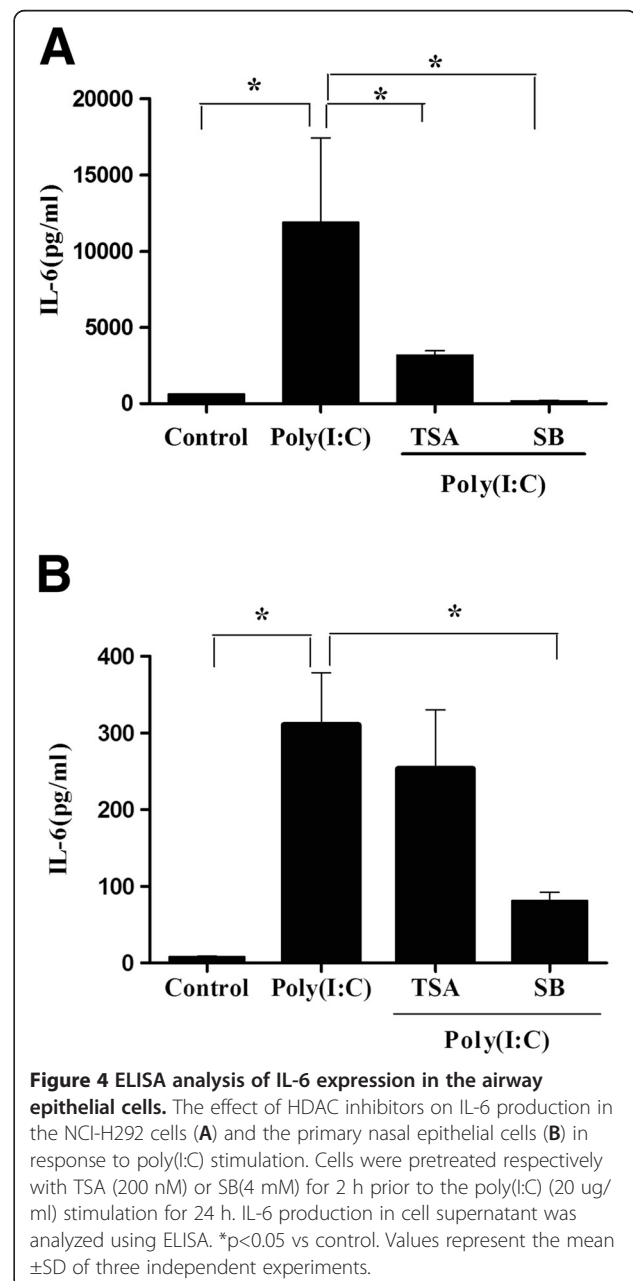 A
*
*
*
20000
15000
10000
5000
0
IL-6(pg/ml)
Control Poly(I:C) TSA SB
Poly(I:C)
B
*
*
400
300
200
100
0
IL-6(pg/ml)
Control Poly(I:C) TSA SB
Poly(I:C)
Figure 4 ELISA analysis of IL-6 expression in the airway
epithelial cells. The effect of HDAC inhibitors on IL-6 production in
the NCI-H292 cells (A) and the primary nasal epithelial cells (B) in
response to poly(I:C) stimulation. Cells were pretreated respectively
with TSA (200 nM) or SB(4 mM) for 2 h prior to the poly(I:C) (20 ug/
ml) stimulation for 24 h. IL-6 production in cell supernatant was
analyzed using ELISA. *p<0.05 vs control. Values represent the mean
±SD of three independent experiments.